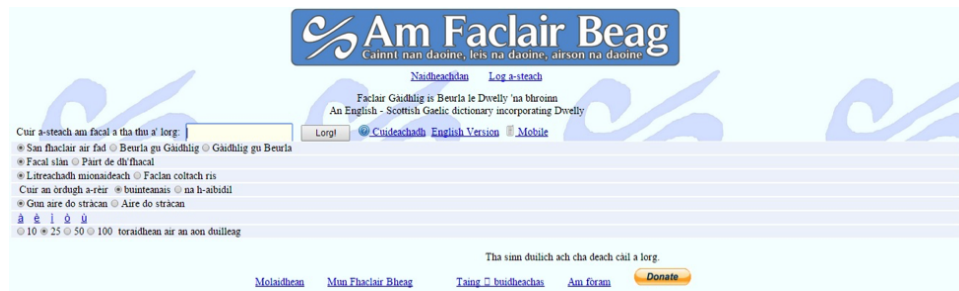 Am Faclair Beag
Cainnt nan daoine, leis na daoine, airson na daoine
Naidheachdan Log a-steach
Faclair Gàidhlig is Beurla le Dwelly 'na bhroinn
An English - Scottish Gaelic dictionary incorporating Dwelly
Cuir a-steach am facal a tha thu a' lorg: Lorg! Cuideachadh English Version Mobile
San fhaclair air fad Beurla gu Gàidhlig Gàidhlig gu Beurla
Facal slàn Pàirt de dh'fhacal
Litreachadh mionaideach Faclan coltach ris
Cuir an òrdugh a-rèir buinteanais na h-aibidil
Gun aire do stràcan Aire do stràcan
à è ì ò ù
10 25 50 100 toraidhean air an aon duilleag
Tha sinn duilich ach cha deach càil a lorg.
Molaidhean Mun Fhaclair Bheag Taing buidheachas Am fòram Donate